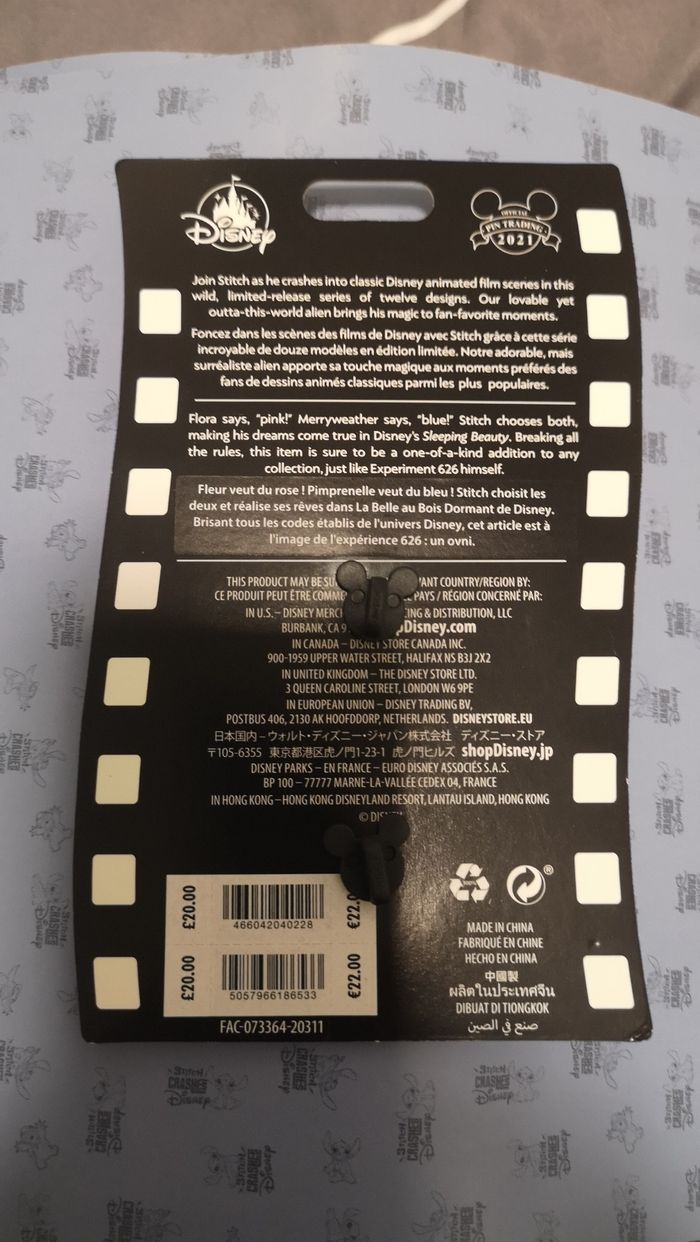 Disney
OFFICIAL
PIN TRADING
2021
Join Stitch as he crashes into classic Disney animated film scenes in this
wild, limited-release series of twelve designs. Our lovable yet
outta-this-world alien brings his magic to fan-favorite moments.
Foncez dans les scènes des films de Disney avec Stitch grâce à cette série
incroyable de douze modèles en édition limitée. Notre adorable, mais
surréaliste alien apporte sa touche magique aux moments préférés des
fans de dessins animés classiques parmi les plus populaires.
Flora says, "pink!" Merryweather says, "blue!" Stitch chooses both,
making his dreams come true in Disney's Sleeping Beauty. Breaking all
the rules, this item is sure to be a one-of-a-kind addition to any
collection, just like Experiment 626 himself.
Fleur veut du rose ! Pimprenelle veut du bleu ! Stitch choisit les
deux et réalise ses rêves dans La Belle au Bois Dormant de Disney.
Brisant tous les codes établis de l'univers Disney, cet article est à
l'image de l'expérience 626 : un ovni.
THIS PRODUCT MAY BE COUNTRY/REGION BY:
CE PRODUIT PEUT ÊTRE PAYS / RÉGION CONCERNÉ PAR:
IN U.S. – DISNEY & DISTRIBUTION, LLC
BURBANK, CA
IN CANADA – DISNEY STORE CANADA INC.
900-1959 UPPER WATER STREET, HALIFAX NS B3J 2X2
IN UNITED KINGDOM – THE DISNEY STORE LTD.
3 QUEEN CAROLINE STREET, LONDON W6 9PE
IN EUROPEAN UNION – DISNEY TRADING BV,
POSTBUS 406, 2130 AK HOOFDDORP, NETHERLANDS. DISNEYSTORE.EU
日本国内 – ウォルト・ディズニー・ジャパン株式会社 ディズニー・ストア
〒105-6355 東京都港区虎ノ門1-23-1 虎ノ門ヒルズ shopDisney.jp
DISNEY PARKS – EN FRANCE – EURO DISNEY ASSOCIÉS S.A.S.
BP 100 – 77777 MARNE-LA-VALLÉE CEDEX 04, FRANCE
IN HONG KONG – HONG KONG DISNEYLAND RESORT, LANTAU ISLAND, HONG KONG
©
£20.00
466042040228
£20.00
5057966186533
€22.00
FAC-073364-20311
MADE IN CHINA
FABRIQUÉ EN CHINE
HECHO EN CHINA
中國製
ผลิตในประเทศจีน
DIBUAT DI TIONGKOK
صنع في الصين
Stitch
CRASHES
Disney